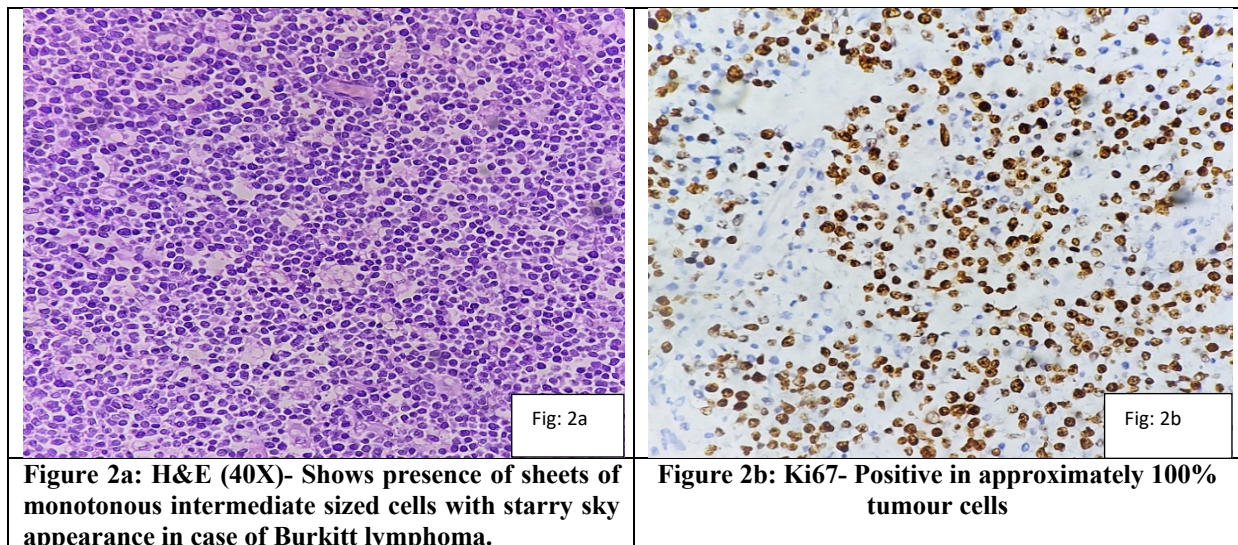 Fig: 2a
Fig: 2b
Figure 2a: H&E (40X)- Shows presence of sheets of
monotonous intermediate sized cells with starry sky
appearance in case of Burkitt lymphoma.
Figure 2b: Ki67- Positive in approximately 100%
tumour cells